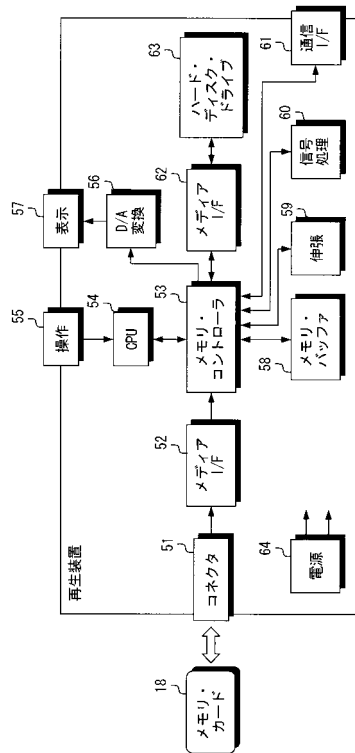 再生装置
55
操作
57
表示
54
CPU
56
D/A
変換
63
ハード・
ディスク・
ドライブ
18
メモリ・
カード
51
コネクタ
52
メディア
I/F
53
メモリ・
コントローラ
62
メディア
I/F
64
電源
58
メモリ・
バッファ
59
伸張
60
信号
処理
61
通信
I/F